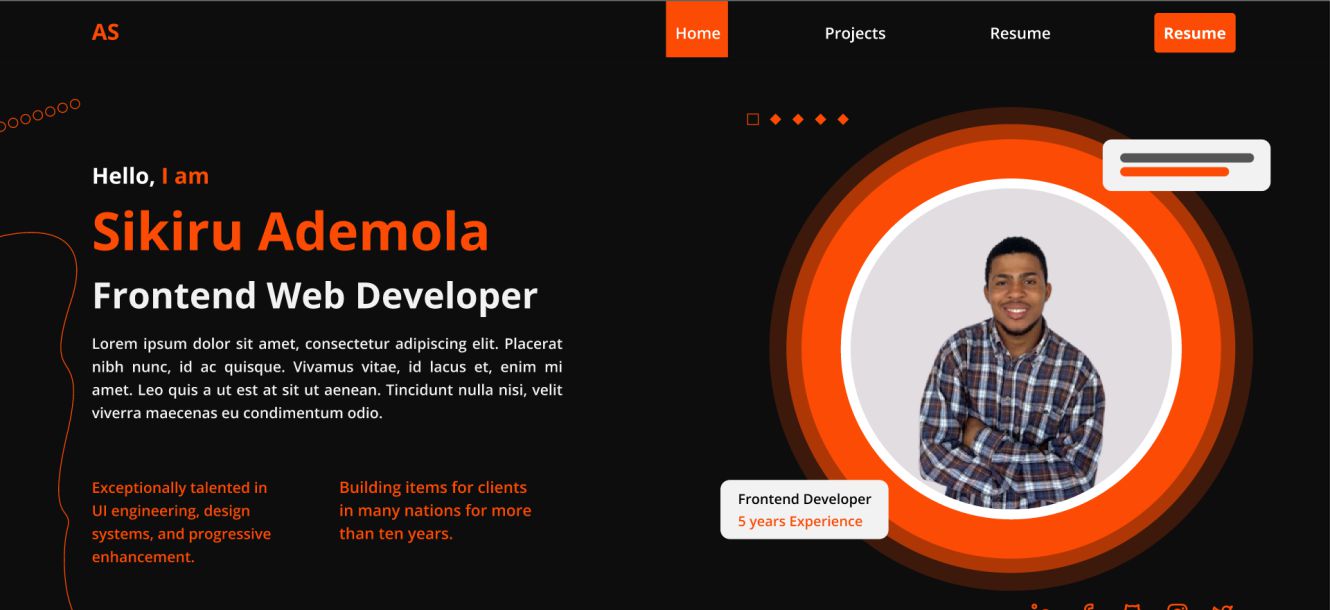 AS
Home
Projects
Resume
Resume
Hello, I am
Sikiru Ademola
Frontend Web Developer
Lorem ipsum dolor sit amet, consectetur adipiscing elit. Placerat
nibh nunc, id ac quisque. Vivamus vitae, id lacus et, enim mi
amet. Leo quis a ut est at sit ut aenean. Tincidunt nulla nisi, velit
viverra maecenas eu condimentum odio.
Exceptionally talented in
UI engineering, design
systems, and progressive
enhancement.
Building items for clients
in many nations for more
than ten years.
Frontend Developer
5 years Experience